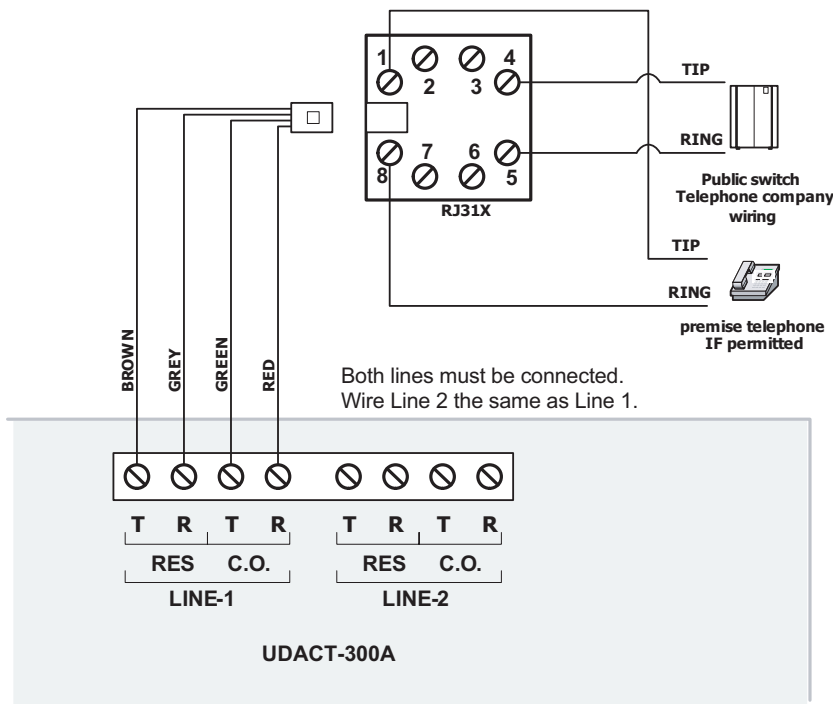 1 4
2 3
TIP
RING
7 6
8 5
RJ31X
Public switch
Telephone company
wiring
TIP
RING
premise telephone
IF permitted
BROWN
GREY
GREEN
RED
Both lines must be connected.
Wire Line 2 the same as Line 1.
T R T R T R T R
RES C.O. RES C.O.
LINE-1 LINE-2
UDACT-300A